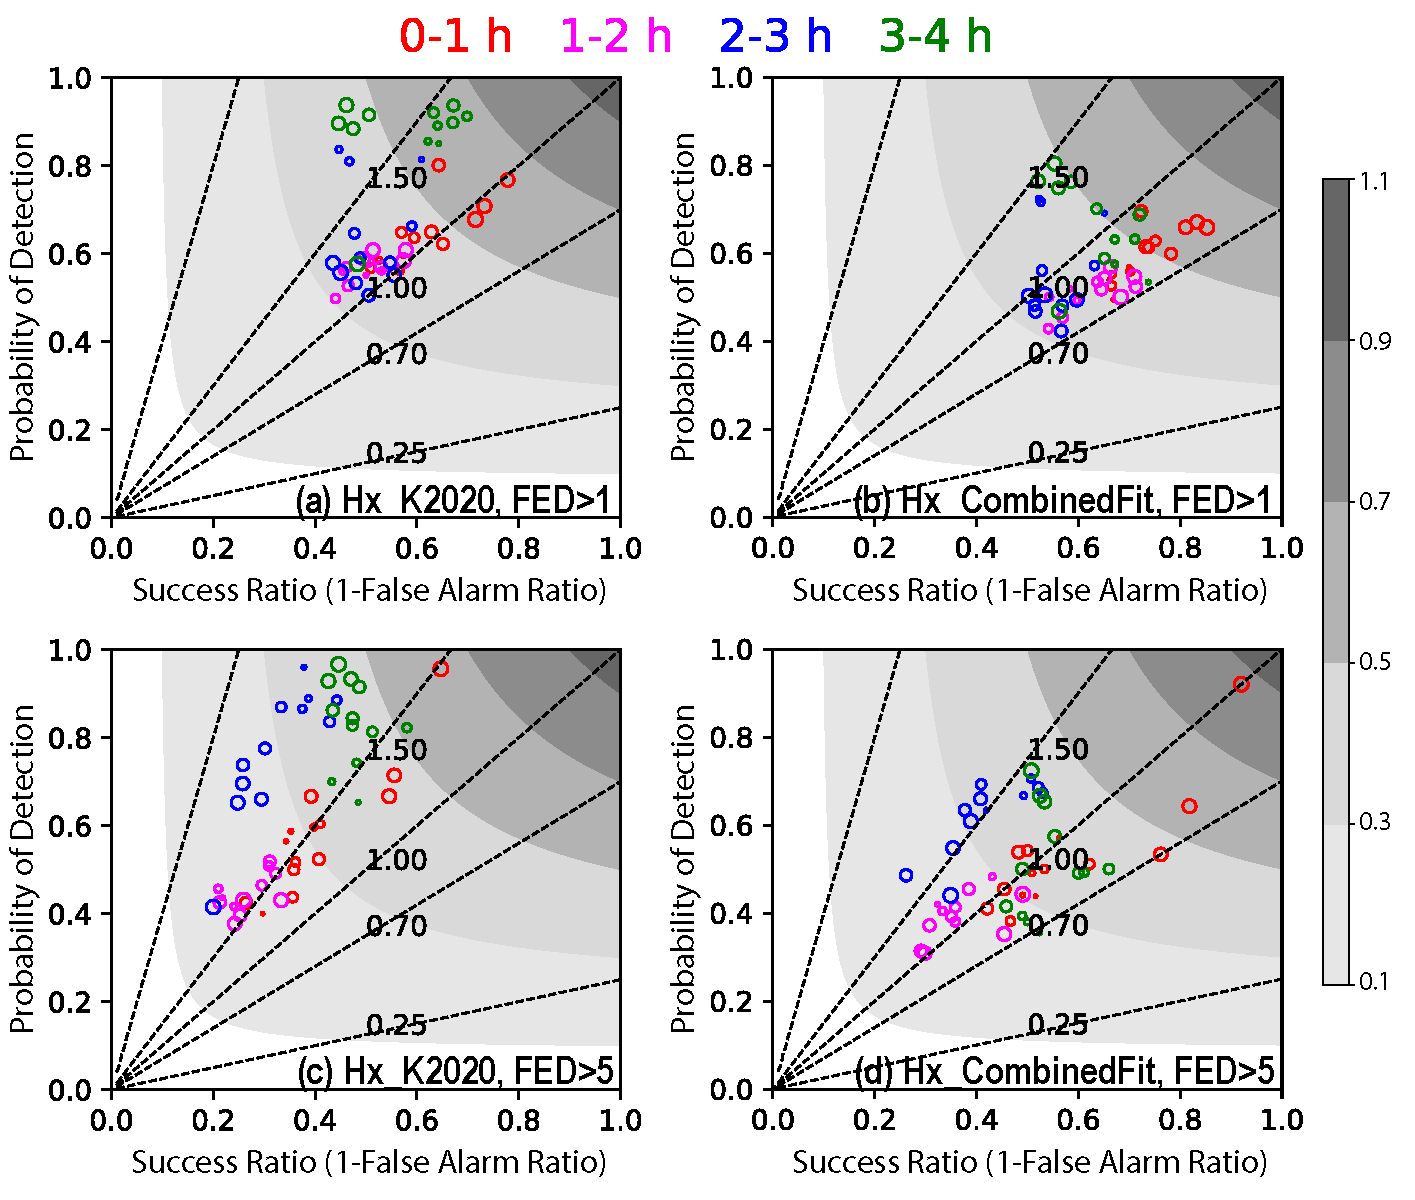 0-1 h 1-2 h 2-3 h 3-4 h
Probability of Detection
1.0
0.8
0.6
0.4
0.2
0.0
1.50
1.00
0.70
0.25
(a) Hx_K2020, FED>1
0.0 0.2 0.4 0.6 0.8 1.0
Success Ratio (1-False Alarm Ratio)
Probability of Detection
1.0
0.8
0.6
0.4
0.2
0.0
1.50
1.00
0.70
0.25
(b) Hx_CombinedFit, FED>1
0.0 0.2 0.4 0.6 0.8 1.0
Success Ratio (1-False Alarm Ratio)
Probability of Detection
1.0
0.8
0.6
0.4
0.2
0.0
1.50
1.00
0.70
0.25
(c) Hx_K2020, FED>5
0.0 0.2 0.4 0.6 0.8 1.0
Success Ratio (1-False Alarm Ratio)
Probability of Detection
1.0
0.8
0.6
0.4
0.2
0.0
1.50
1.00
0.70
0.25
(d) Hx_CombinedFit, FED>5
0.0 0.2 0.4 0.6 0.8 1.0
Success Ratio (1-False Alarm Ratio)
1.1
0.9
0.7
0.5
0.3
0.1